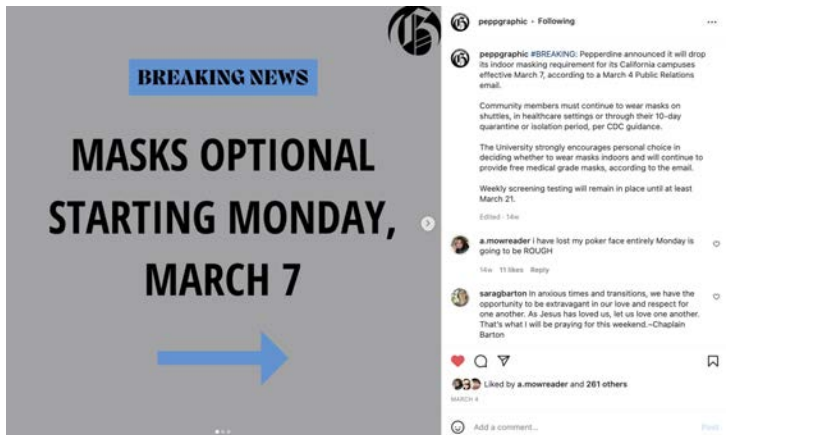 BREAKING NEWS
MASKS OPTIONAL
STARTING MONDAY,
MARCH 7
peppgraphic • Following
peppgraphic #BREAKING: Pepperdine announced it will drop
its indoor masking requirement for its California campuses
effective March 7, according to a March 4 Public Relations
email.
Community members must continue to wear masks on
shuttles, in healthcare settings or through their 10-day
quarantine or isolation period, per CDC guidance.
The University strongly encourages personal choice in
deciding whether to wear masks indoors and will continue to
provide free medical grade masks, according to the email.
Weekly screening testing will remain in place until at least
March 21.
Edited · 14w
a.mowreader i have lost my poker face entirely Monday is
going to be ROUGH
14w 11 likes Reply
saragbarton In anxious times and transitions, we have the
opportunity to be extravagant in our love and respect for
one another. As Jesus has loved us, let us love one another.
That's what I will be praying for this weekend.~Chaplain
Barton
Liked by a.mowreader and 261 others
MARCH 4
Add a comment...
Post